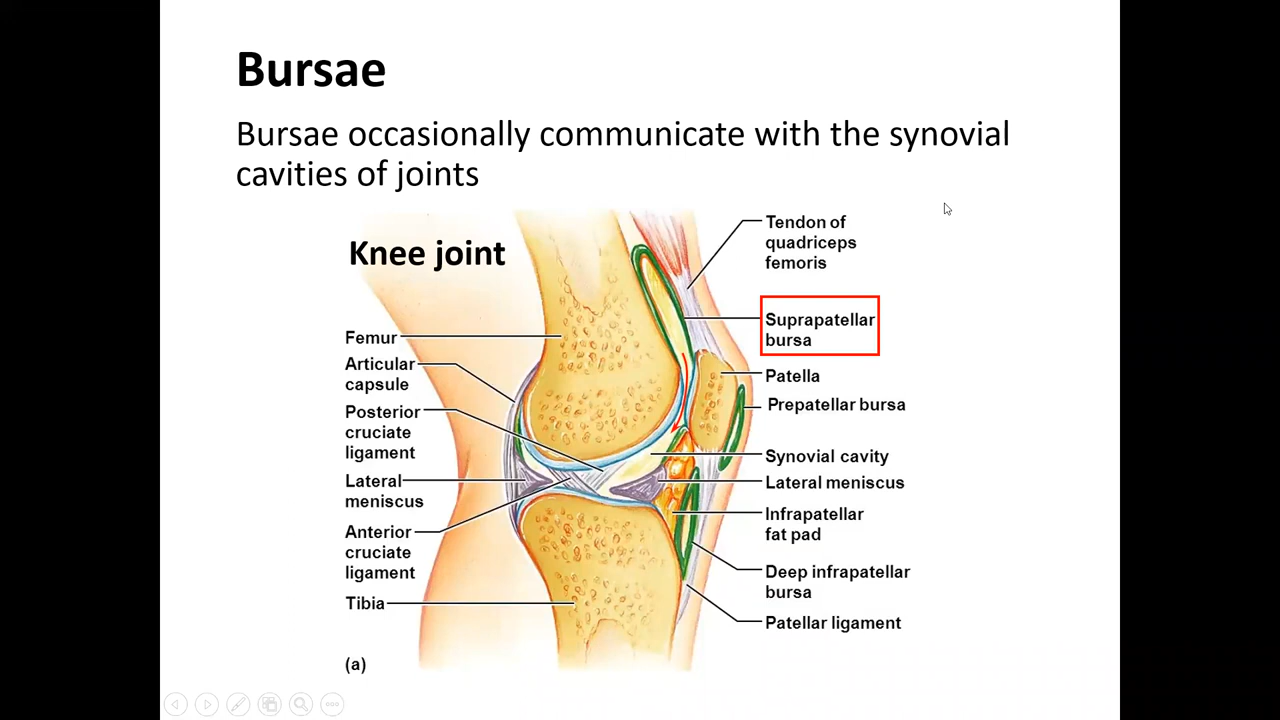 Bursae
Bursae occasionally communicate with the synovial
cavities of joints
Knee joint
Femur
Articular
capsule
Posterior
cruciate
ligament
Lateral
meniscus
Anterior
cruciate
ligament
Tibia
(a)
Tendon of
quadriceps
femoris
Suprapatellar
bursa
Patella
Prepatellar bursa
Synovial cavity
Lateral meniscus
Infrapatellar
fat pad
Deep infrapatellar
bursa
Patellar ligament